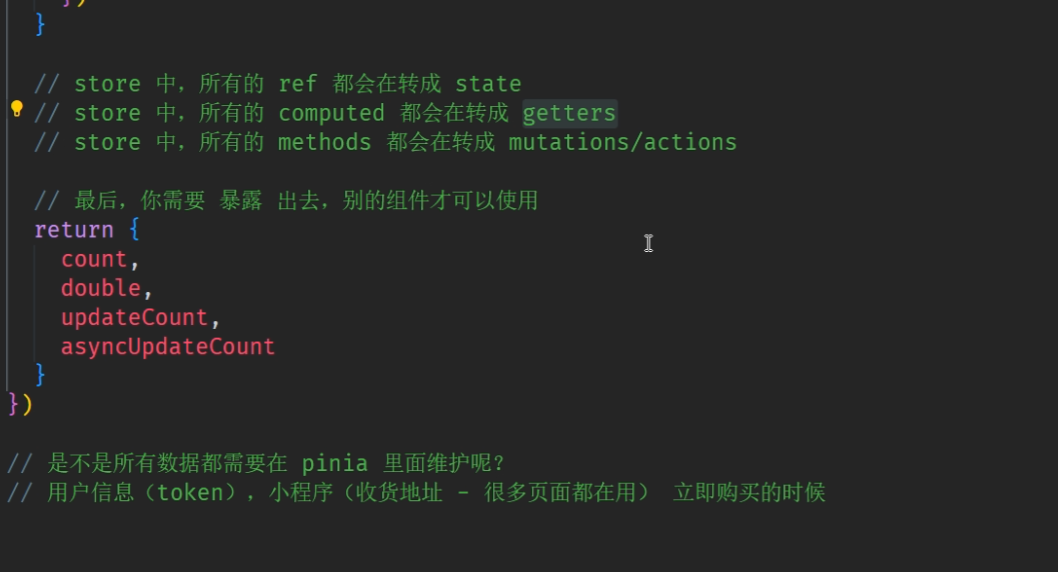 })
}
// store 中，所有的 ref 都会在转成 state
// store 中，所有的 computed 都会在转成 getters
// store 中，所有的 methods 都会在转成 mutations/actions
// 最后，你需要 暴露 出去，别的组件才可以使用
return {
count,
double,
updateCount,
asyncUpdateCount
}
})
// 是不是所有数据都需要在 pinia 里面维护呢？
// 用户信息（token），小程序（收货地址 - 很多页面都在用） 立即购买的时候